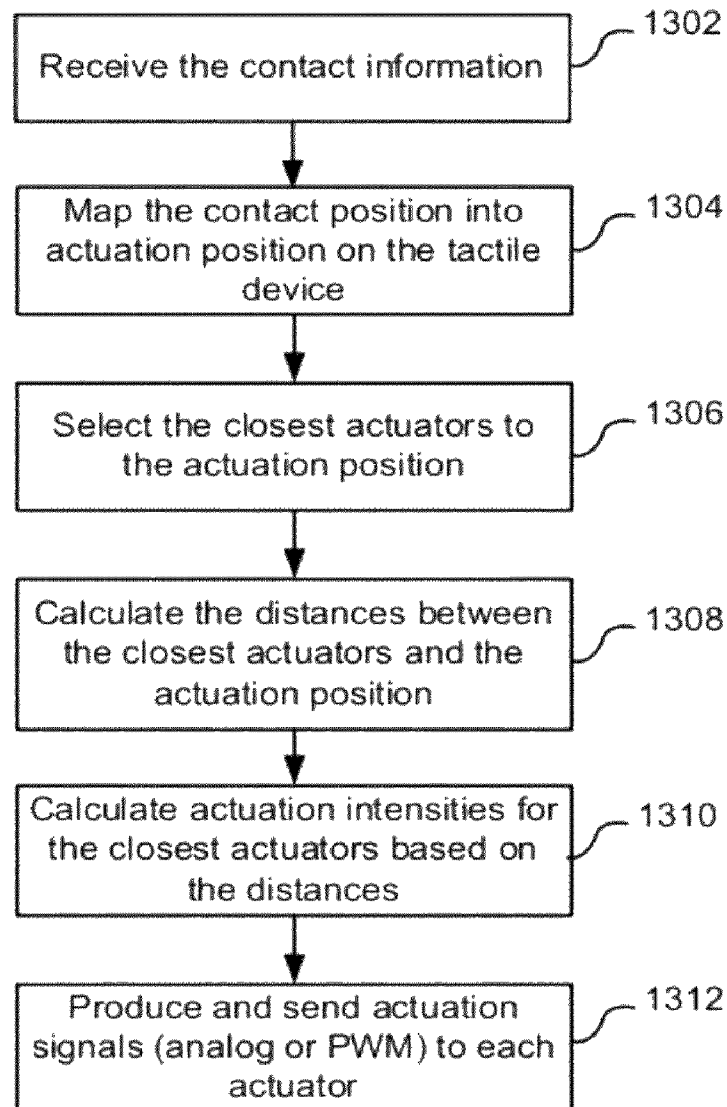 1302
Receive the contact information
1304
Map the contact position into
actuation position on the tactile
device
1306
Select the closest actuators to
the actuation position
1308
Calculate the distances between
the closest actuators and the
actuation position
1310
Calculate actuation intensities for
the closest actuators based on
the distances
1312
Produce and send actuation
signals (analog or PWM) to each
actuator